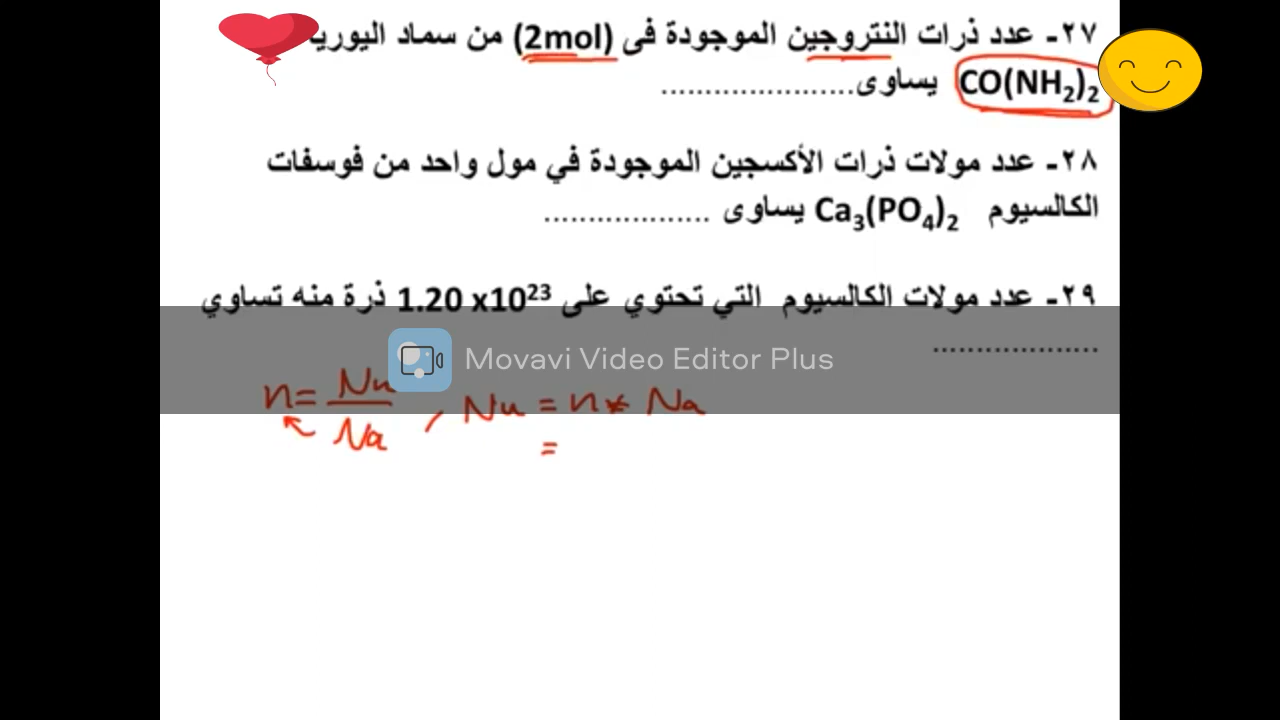 ٢٧- عدد ذرات النتروجين الموجودة فى (2mol) من سماد اليوريا
CO(NH₂)₂ يساوى......................
٢٨- عدد مولات ذرات الأكسجين الموجودة في مول واحد من فوسفات
الكالسيوم Ca₃(PO₄)₂ يساوى ...................
٢٩- عدد مولات الكالسيوم التي تحتوي على 1.20 x10²³ ذرة منه تساوي
...................
Movavi Video Editor Plus
n = Nu / Na , Nu = n * Na
=